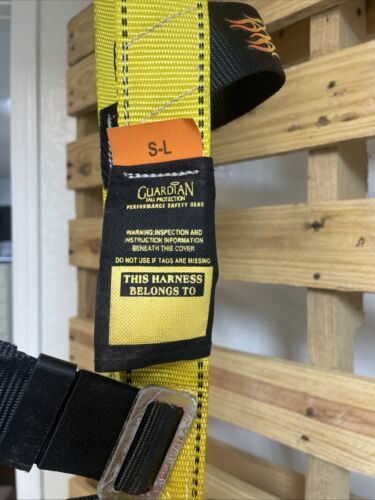 S-L
GUARDIAN
FALL PROTECTION
PERFORMANCE SAFETY GEAR
WARNING:INSPECTION AND
INSTRUCTION INFORMATION
BENEATH THIS COVER
DO NOT USE IF TAGS ARE MISSING
THIS HARNESS
BELONGS TO